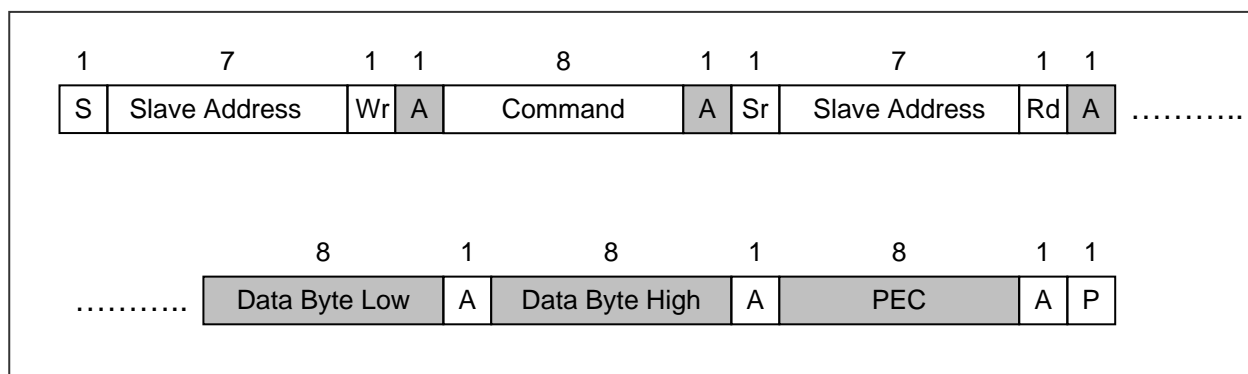 1 7 1 1 8 1 1 7 1 1
S Slave Address Wr A Command A Sr Slave Address Rd A ………..
8 1 8 1 8 1 1
……….. Data Byte Low A Data Byte High A PEC A P